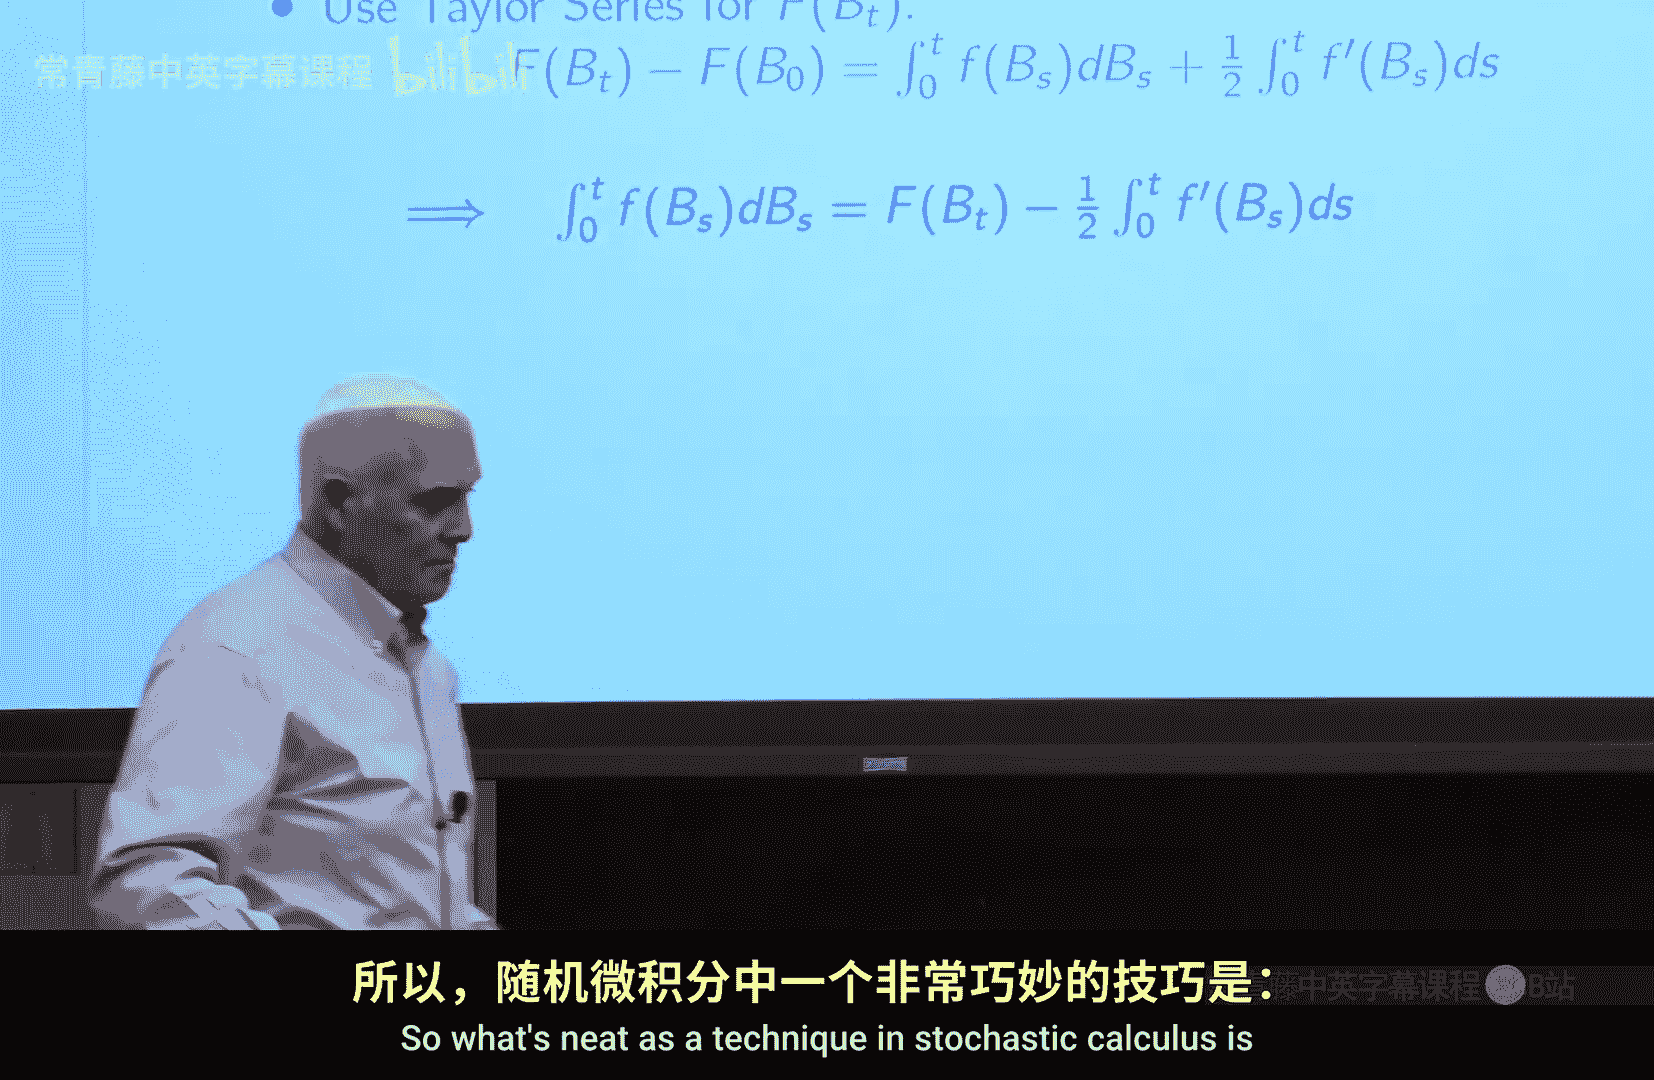 • Use Taylor Series for F(B_t).
常青藤中英字幕课程 bilibili F(B_t) − F(B_0) = ∫_0^t f(B_s)dB_s + 1/2 ∫_0^t f′(B_s)ds
⟹ ∫_0^t f(B_s)dB_s = F(B_t) − 1/2 ∫_0^t f′(B_s)ds
所以，随机微积分中一个非常巧妙的技巧是：
中英字幕课程 B站
So what's neat as a technique in stochastic calculus is